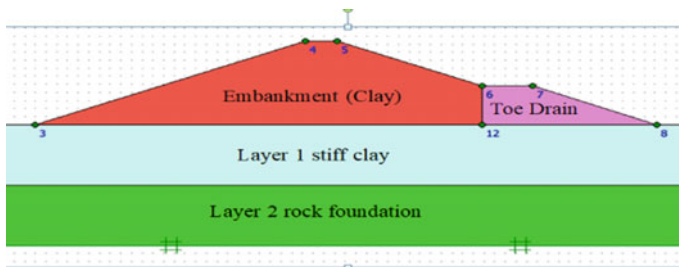 4 5
Embankment (Clay)
6 7
Toe Drain
3 12 8
Layer 1 stiff clay
Layer 2 rock foundation